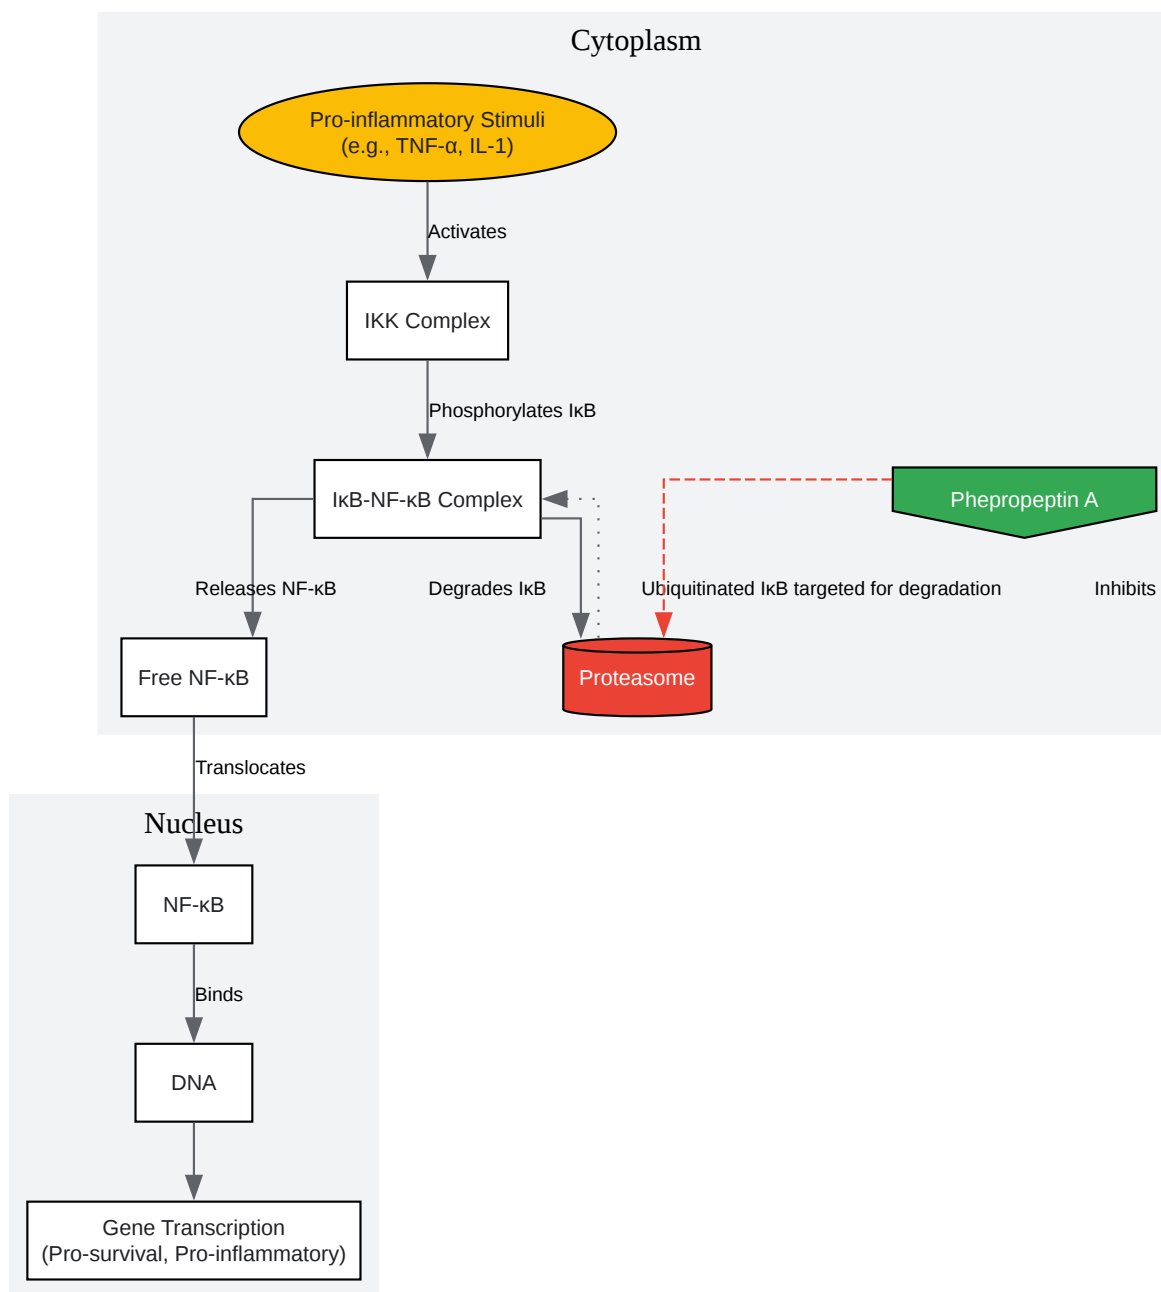 Cytoplasm
Pro-inflammatory Stimuli
(e.g., TNF-α, IL-1)
Activates
IKK Complex
Phosphorylates IκB
IκB-NF-κB Complex
Phepropeptin A
Releases NF-κB
Degrades IκB
Ubiquitinated IκB targeted for degradation
Inhibits
Free NF-κB
Proteasome
Translocates
Nucleus
NF-κB
Binds
DNA
Gene Transcription
(Pro-survival, Pro-inflammatory)